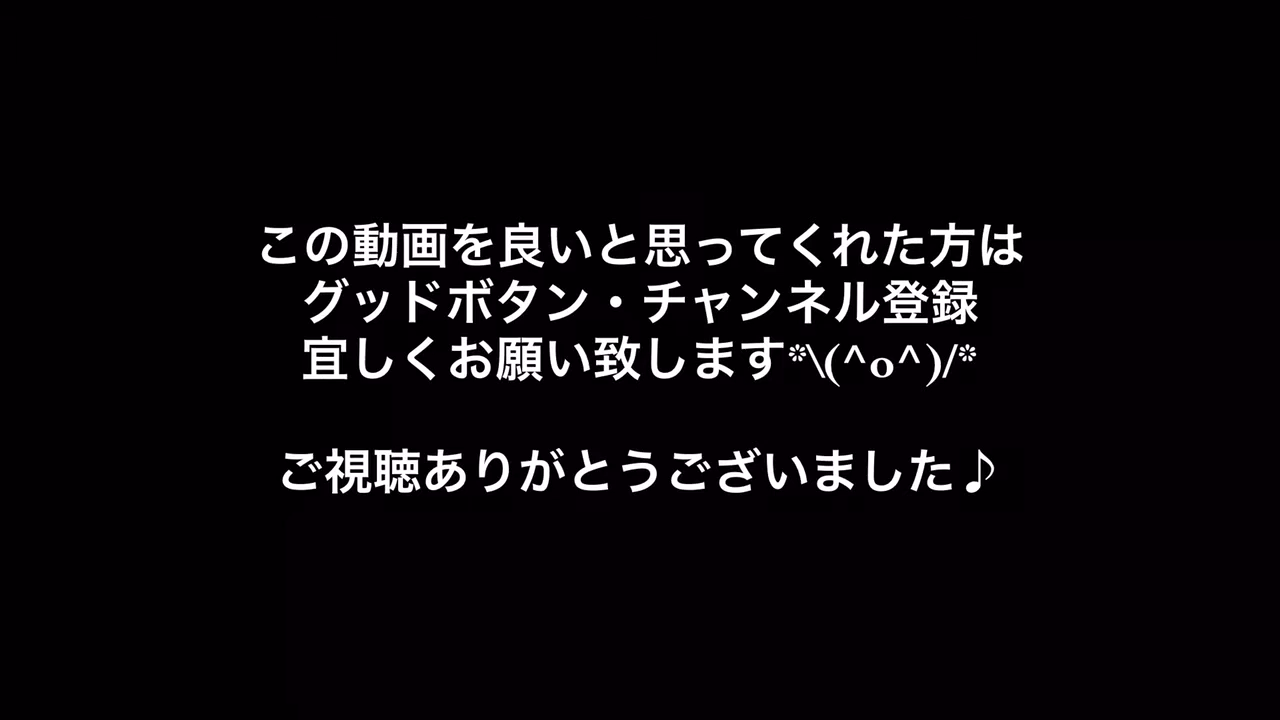 この動画を良いと思ってくれた方は
グッドボタン・チャンネル登録
宜しくお願い致します*\(^o^)/*
ご視聴ありがとうございました♪